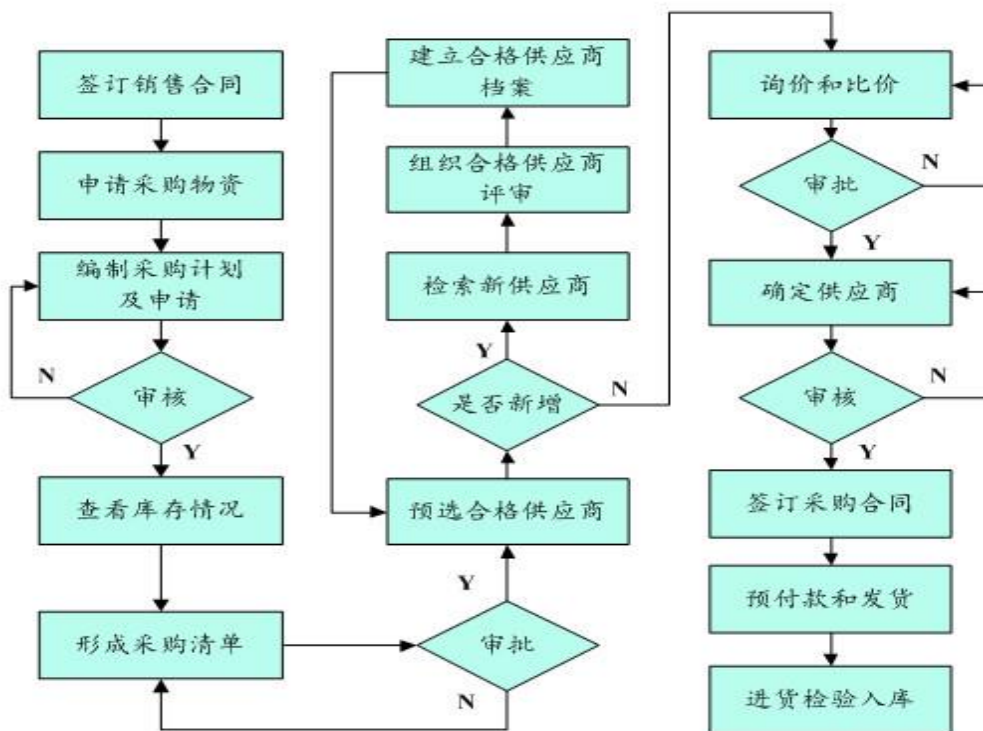 签订销售合同
申请采购物资
编制采购计划
及申请
审核
N
Y
查看库存情况
形成采购清单
建立合格供应商
档案
组织合格供应商
评审
检索新供应商
Y
是否新增
N
预选合格供应商
Y
审批
N
询价和比价
审批
N
Y
确定供应商
审核
N
Y
签订采购合同
预付款和发货
进货检验入库